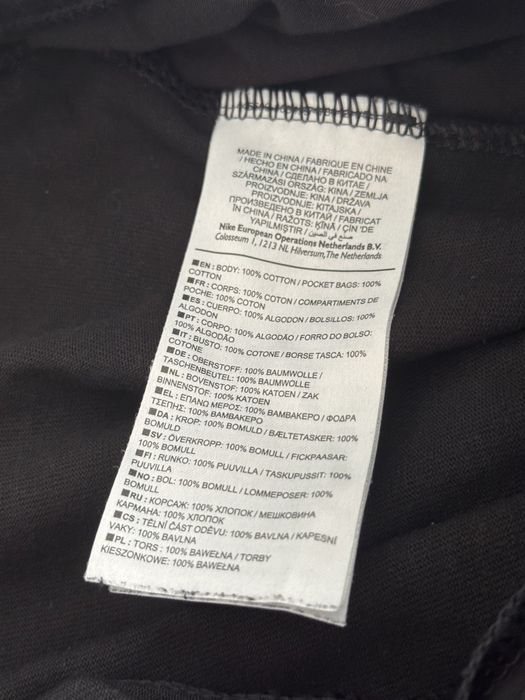 MADE IN CHINA / FABRIQUE EN CHINE
/ HECHO EN CHINA / FABRICADO NA
CHINA / СДЕЛАНО В КИТАЕ /
SZÁRMAZÁSI ORSZÁG: KÍNA / ZEMLJA
PROIZVODNJE: KINA / DRŽAVA
PROIZVODNJE: KITAJSKA /
ПРОИЗВЕДЕНО В КИТАЙ / FABRICAT
ÎN CHINA / RAŽOTS: ĶĪNA / ÇİN'DE
YAPILMIŞTIR / صنع في الصين
Nike European Operations Netherlands B.V.
Colosseum 1, 1213 NL Hilversum, The Netherlands
■EN: BODY: 100% COTTON / POCKET BAGS: 100%
COTTON
■FR: CORPS: 100% COTON / COMPARTIMENTS DE
POCHE: 100% COTON
■ES: CUERPO: 100% ALGODON / BOLSILLOS: 100%
ALGODON
■PT: CORPO: 100% ALGODÃO / FORRO DO BOLSO:
100% ALGODÃO
■IT: BUSTO: 100% COTONE / BORSE TASCA: 100%
COTONE
■DE: OBERSTOFF: 100% BAUMWOLLE /
TASCHENBEUTEL: 100% BAUMWOLLE
■NL: BOVENSTOF: 100% KATOEN / ZAK
BINNENSTOF: 100% KATOEN
■EL: ΕΠΑΝΩ ΜΕΡΟΣ: 100% ΒΑΜΒΑΚΕΡΟ / ΦΟΔΡΑ
ΤΣΕΠΗΣ: 100% ΒΑΜΒΑΚΕΡΟ
■DA: KROP: 100% BOMULD / BÆLTETASKER: 100%
BOMULD
■SV: ÖVERKROPP: 100% BOMULL / FICKPÅSAR:
100% BOMULL
■FI: RUNKO: 100% PUUVILLA / TASKUPUSSIT: 100%
PUUVILLA
■NO: BOL: 100% BOMULL / LOMMEPOSER: 100%
BOMULL
■RU: КОРСАЖ: 100% ХЛОПОК / МЕШКОВИНА
КАРМАНА: 100% ХЛОПОК
■CS: TĚLNÍ ČÁST ODĚVU: 100% BAVLNA / KAPESNÍ
VAKY: 100% BAVLNA
■PL: TORS: 100% BAWEŁNA / TORBY
KIESZONKOWE: 100% BAWEŁNA